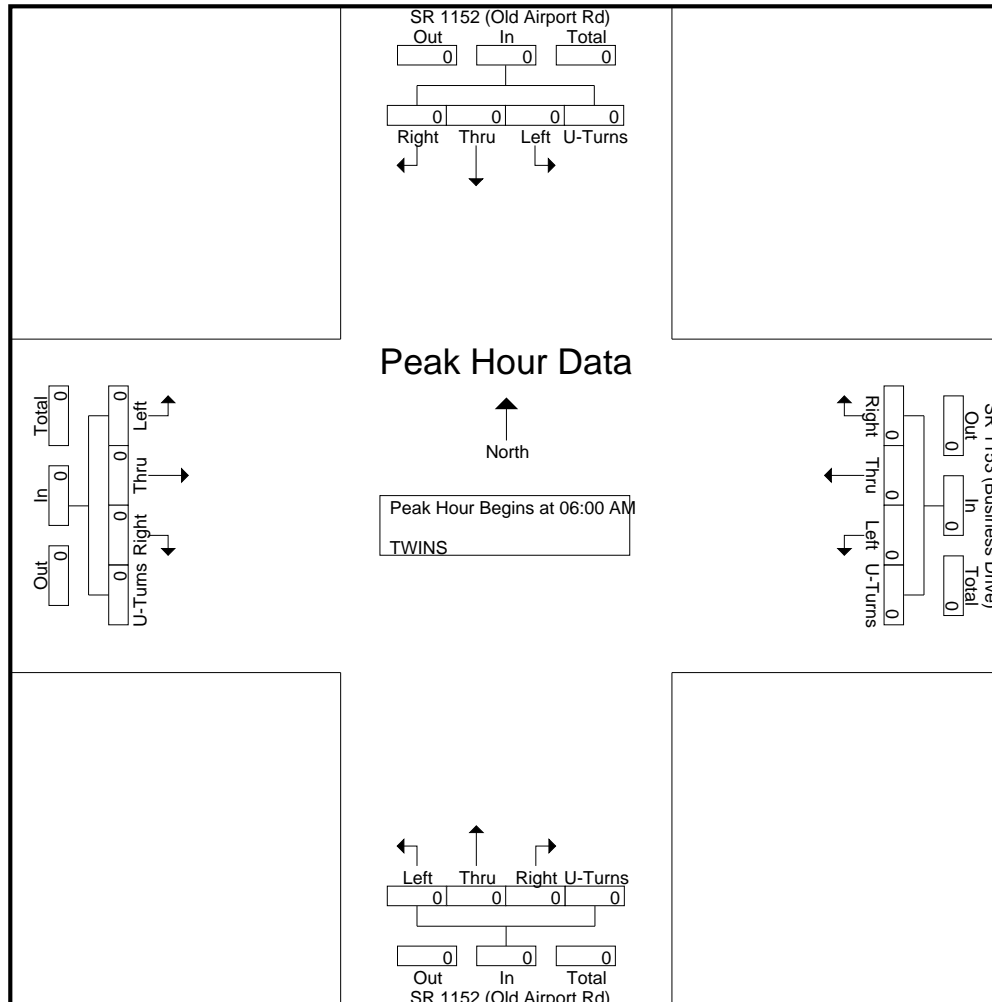 SR 1152 (Old Airport Rd)
Out In Total
0 0 0
0 0 0 0
Right Thru Left U-Turns
Peak Hour Data
North
Peak Hour Begins at 06:00 AM
TWINS
Total In Out
0 0 0
0 0 0 0
Left Thru Right U-Turns
Right Thru Left U-Turns
0 0 0 0
0 0 0
Out In Total
SR 1153 (Business Drive)
Left Thru Right U-Turns
0 0 0 0
0 0 0
Out In Total
SR 1152 (Old Airport Rd)